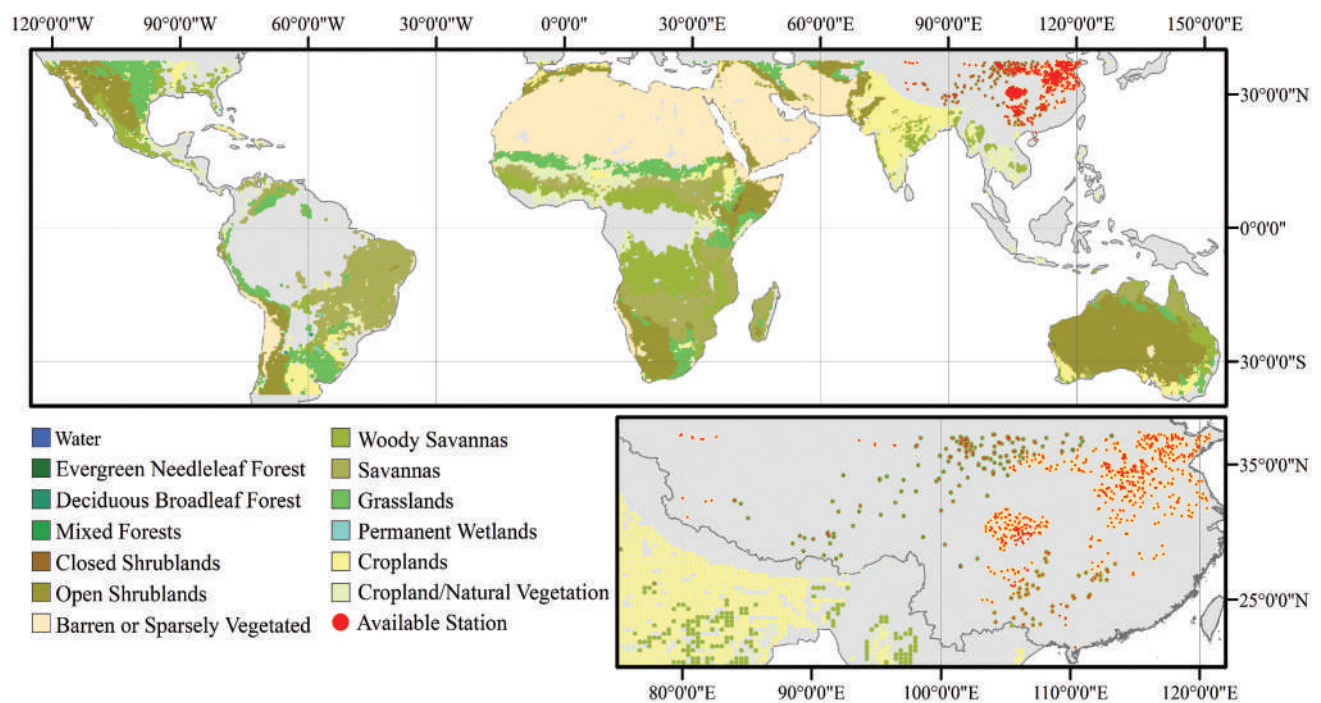 120°0'0"W 90°0'0"W 60°0'0"W 30°0'0"W 0°0'0" 30°0'0"E 60°0'0"E 90°0'0"E 120°0'0"E 150°0'0"E
30°0'0"N
0°0'0"
30°0'0"S
Water
Evergreen Needleleaf Forest
Deciduous Broadleaf Forest
Mixed Forests
Closed Shrublands
Open Shrublands
Barren or Sparsely Vegetated
Woody Savannas
Savannas
Grasslands
Permanent Wetlands
Croplands
Cropland/Natural Vegetation
Available Station
35°0'0"N
25°0'0"N
80°0'0"E 90°0'0"E 100°0'0"E 110°0'0"E 120°0'0"E